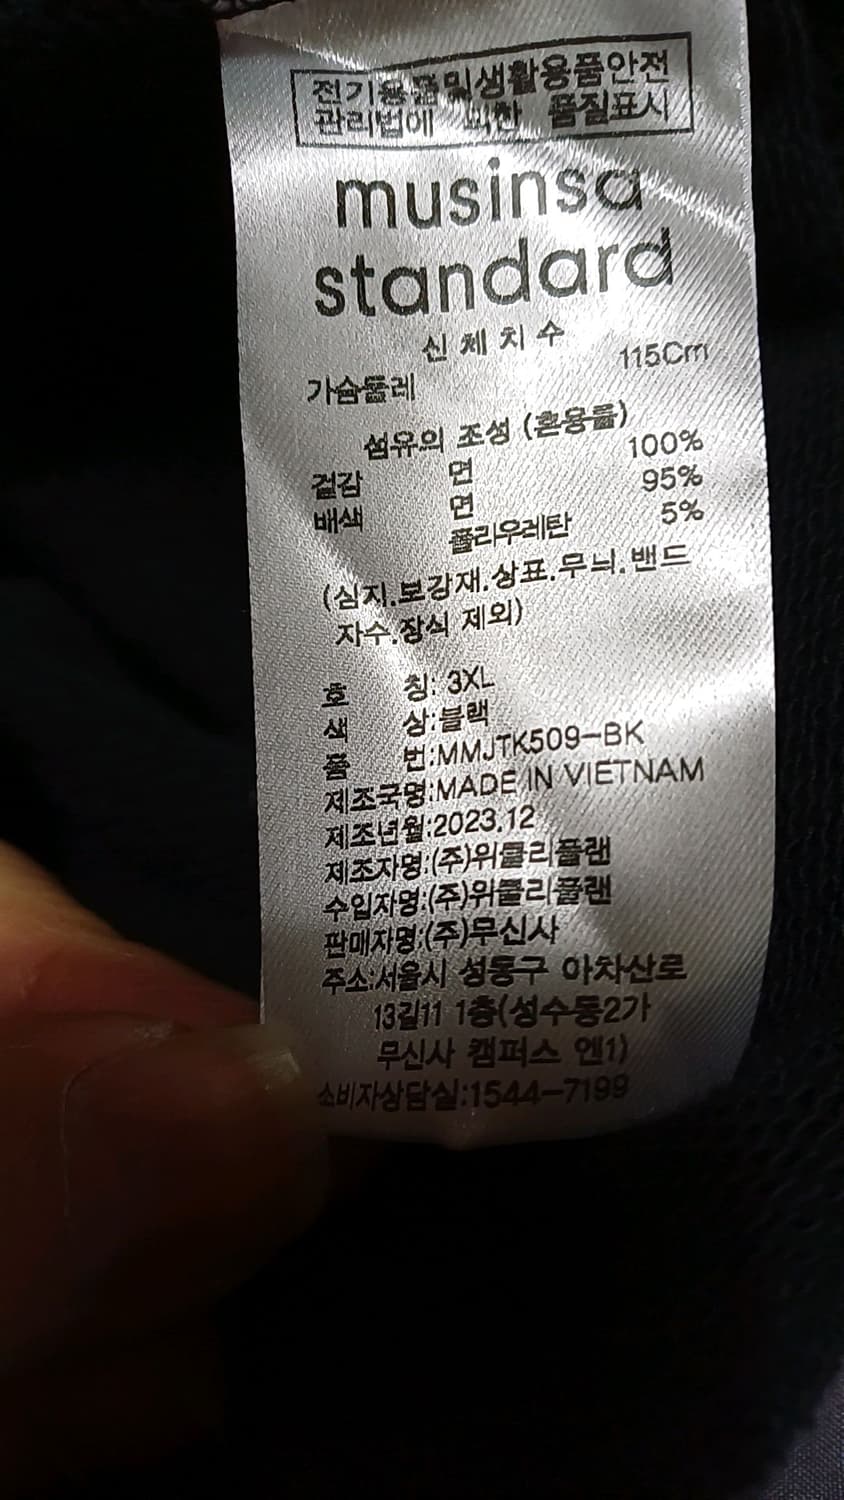 전기용품및생활용품안전
관리법에 의한 품질표시
musinsa
standard
신체치수
가슴둘레 115Cm
섬유의 조성 (혼용률)
겉감 면 100%
배색 면 95%
폴리우레탄 5%
(심지.보강재.상표.무늬.밴드
자수.장식 제외)
호 칭: 3XL
색 상:블랙
품 번:MMJTK509-BK
제조국명:MADE IN VIETNAM
제조년월:2023.12
제조자명:(주)위클리플랜
수입자명:(주)위클리플랜
판매자명:(주)무신사
주소:서울시 성동구 아차산로
13길11 1층(성수동2가
무신사 캠퍼스 엔1)
소비자상담실:1544-7199